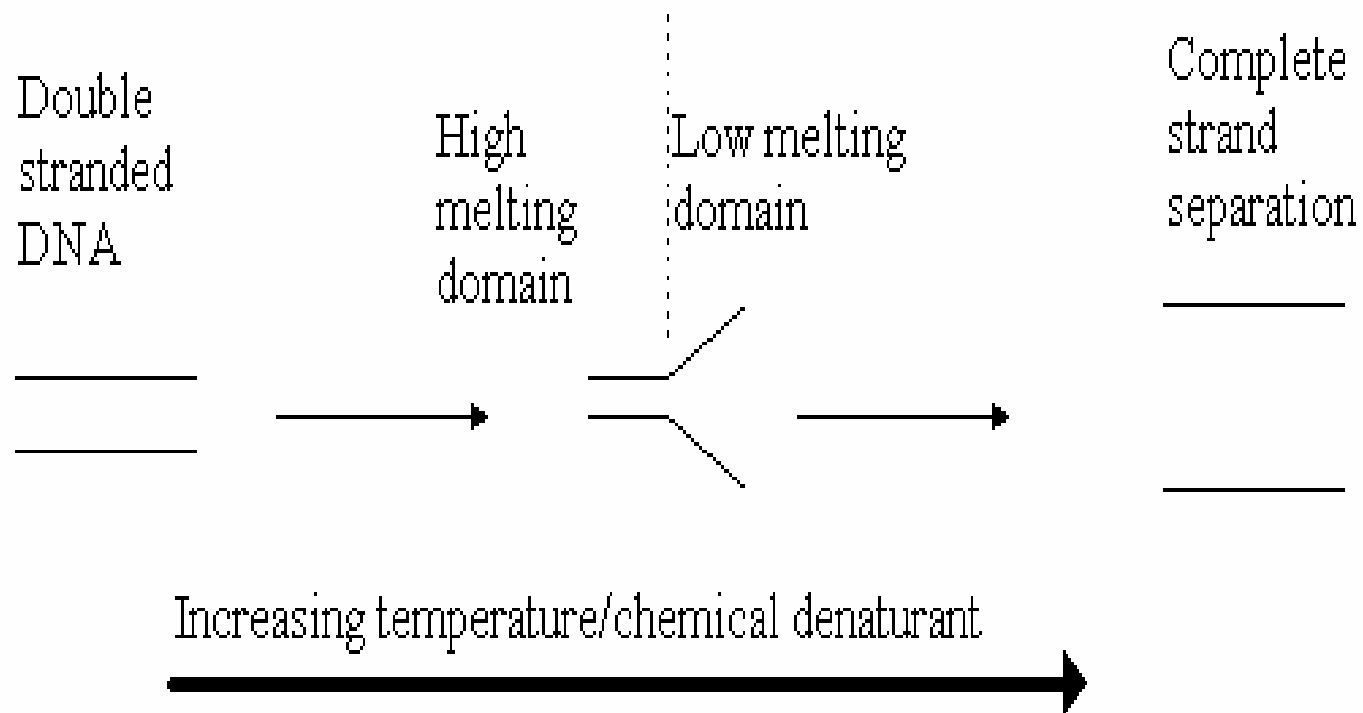 Double
stranded
DNA
High
melting
domain
Low melting
domain
Complete
strand
separation
Increasing temperature/chemical denaturant